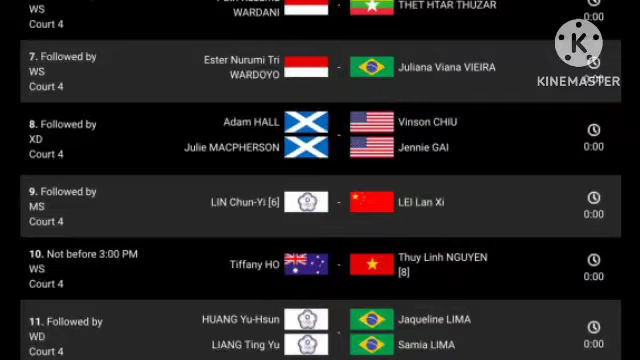 WS
WARDANI
THET HTAR THUZAR
Court 4
0:00
7. Followed by
WS
Court 4
Ester Nurumi Tri
WARDOYO
-
Juliana Viana VIEIRA
0:00
K
KINEMASTER
8. Followed by
XD
Court 4
Adam HALL
Julie MACPHERSON
-
Vinson CHIU
Jennie GAI
0:00
9. Followed by
MS
Court 4
LIN Chun-Yi [6]
-
LEI Lan Xi
0:00
10. Not before 3:00 PM
WS
Court 4
Tiffany HO
-
Thuy Linh NGUYEN
[8]
0:00
11. Followed by
WD
Court 4
HUANG Yu-Hsun
LIANG Ting Yu
-
Jaqueline LIMA
Samia LIMA
0:00